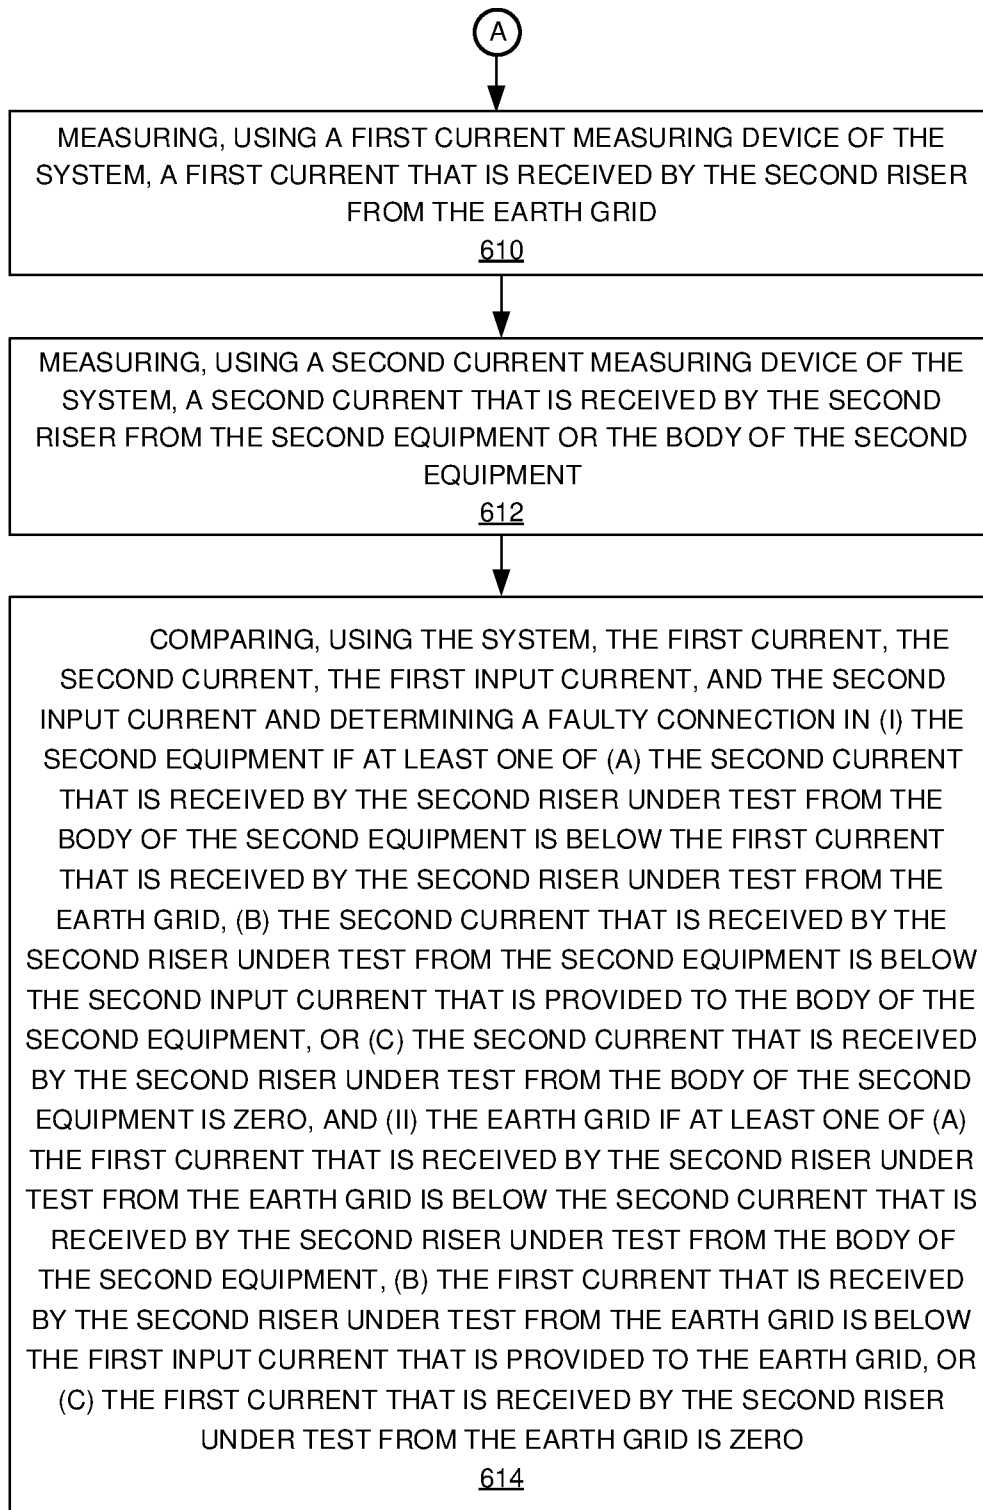 A
MEASURING, USING A FIRST CURRENT MEASURING DEVICE OF THE
SYSTEM, A FIRST CURRENT THAT IS RECEIVED BY THE SECOND RISER
FROM THE EARTH GRID
610
MEASURING, USING A SECOND CURRENT MEASURING DEVICE OF THE
SYSTEM, A SECOND CURRENT THAT IS RECEIVED BY THE SECOND
RISER FROM THE SECOND EQUIPMENT OR THE BODY OF THE SECOND
EQUIPMENT
612
COMPARING, USING THE SYSTEM, THE FIRST CURRENT, THE
SECOND CURRENT, THE FIRST INPUT CURRENT, AND THE SECOND
INPUT CURRENT AND DETERMINING A FAULTY CONNECTION IN (I) THE
SECOND EQUIPMENT IF AT LEAST ONE OF (A) THE SECOND CURRENT
THAT IS RECEIVED BY THE SECOND RISER UNDER TEST FROM THE
BODY OF THE SECOND EQUIPMENT IS BELOW THE FIRST CURRENT
THAT IS RECEIVED BY THE SECOND RISER UNDER TEST FROM THE
EARTH GRID, (B) THE SECOND CURRENT THAT IS RECEIVED BY THE
SECOND RISER UNDER TEST FROM THE SECOND EQUIPMENT IS BELOW
THE SECOND INPUT CURRENT THAT IS PROVIDED TO THE BODY OF THE
SECOND EQUIPMENT, OR (C) THE SECOND CURRENT THAT IS RECEIVED
BY THE SECOND RISER UNDER TEST FROM THE BODY OF THE SECOND
EQUIPMENT IS ZERO, AND (II) THE EARTH GRID IF AT LEAST ONE OF (A)
THE FIRST CURRENT THAT IS RECEIVED BY THE SECOND RISER UNDER
TEST FROM THE EARTH GRID IS BELOW THE SECOND CURRENT THAT IS
RECEIVED BY THE SECOND RISER UNDER TEST FROM THE BODY OF
THE SECOND EQUIPMENT, (B) THE FIRST CURRENT THAT IS RECEIVED
BY THE SECOND RISER UNDER TEST FROM THE EARTH GRID IS BELOW
THE FIRST INPUT CURRENT THAT IS PROVIDED TO THE EARTH GRID, OR
(C) THE FIRST CURRENT THAT IS RECEIVED BY THE SECOND RISER
UNDER TEST FROM THE EARTH GRID IS ZERO
614